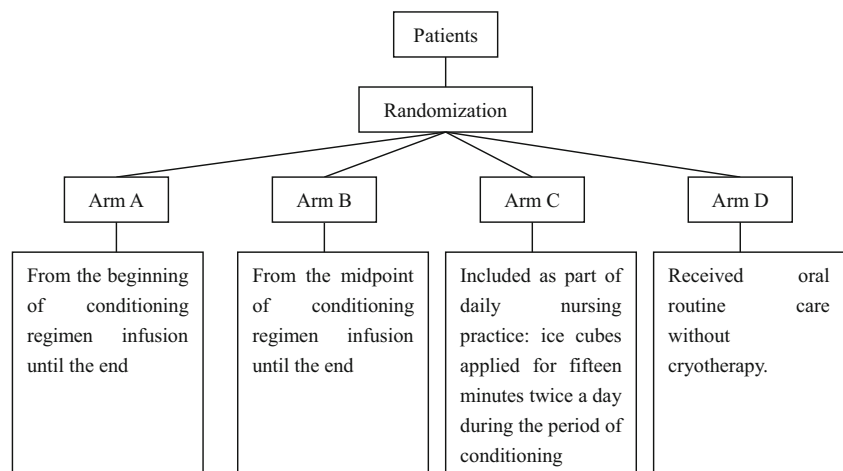 Patients
Randomization
Arm A
Arm B
Arm C
Arm D
From the beginning
of conditioning
regimen infusion
until the end
From the midpoint
of conditioning
regimen infusion
until the end
Included as part of
daily nursing
practice: ice cubes
applied for fifteen
minutes twice a day
during the period of
conditioning
Received oral
routine care
without
cryotherapy.